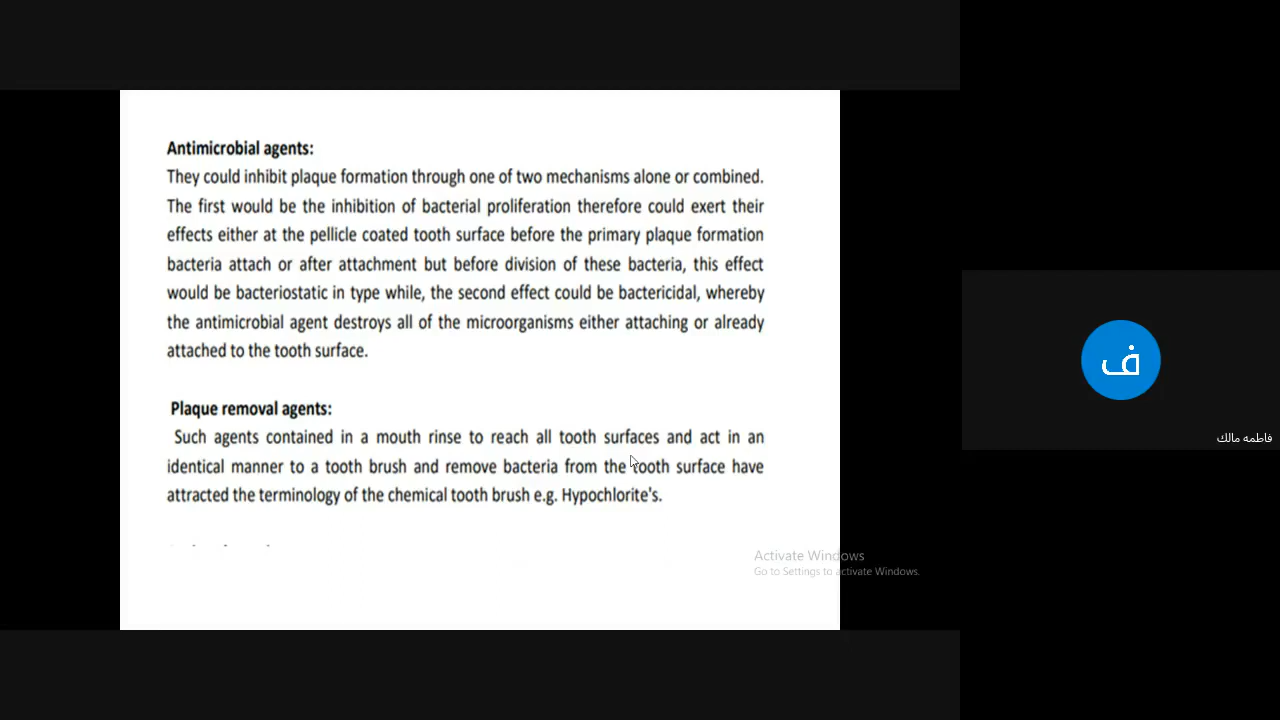 Antimicrobial agents:
They could inhibit plaque formation through one of two mechanisms alone or combined.
The first would be the inhibition of bacterial proliferation therefore could exert their
effects either at the pellicle coated tooth surface before the primary plaque formation
bacteria attach or after attachment but before division of these bacteria, this effect
would be bacteriostatic in type while, the second effect could be bactericidal, whereby
the antimicrobial agent destroys all of the microorganisms either attaching or already
attached to the tooth surface.
Plaque removal agents:
Such agents contained in a mouth rinse to reach all tooth surfaces and act in an
identical manner to a tooth brush and remove bacteria from the tooth surface have
attracted the terminology of the chemical tooth brush e.g. Hypochlorite's.
Activate Windows
Go to Settings to activate Windows.
ف
فاطمه مالك